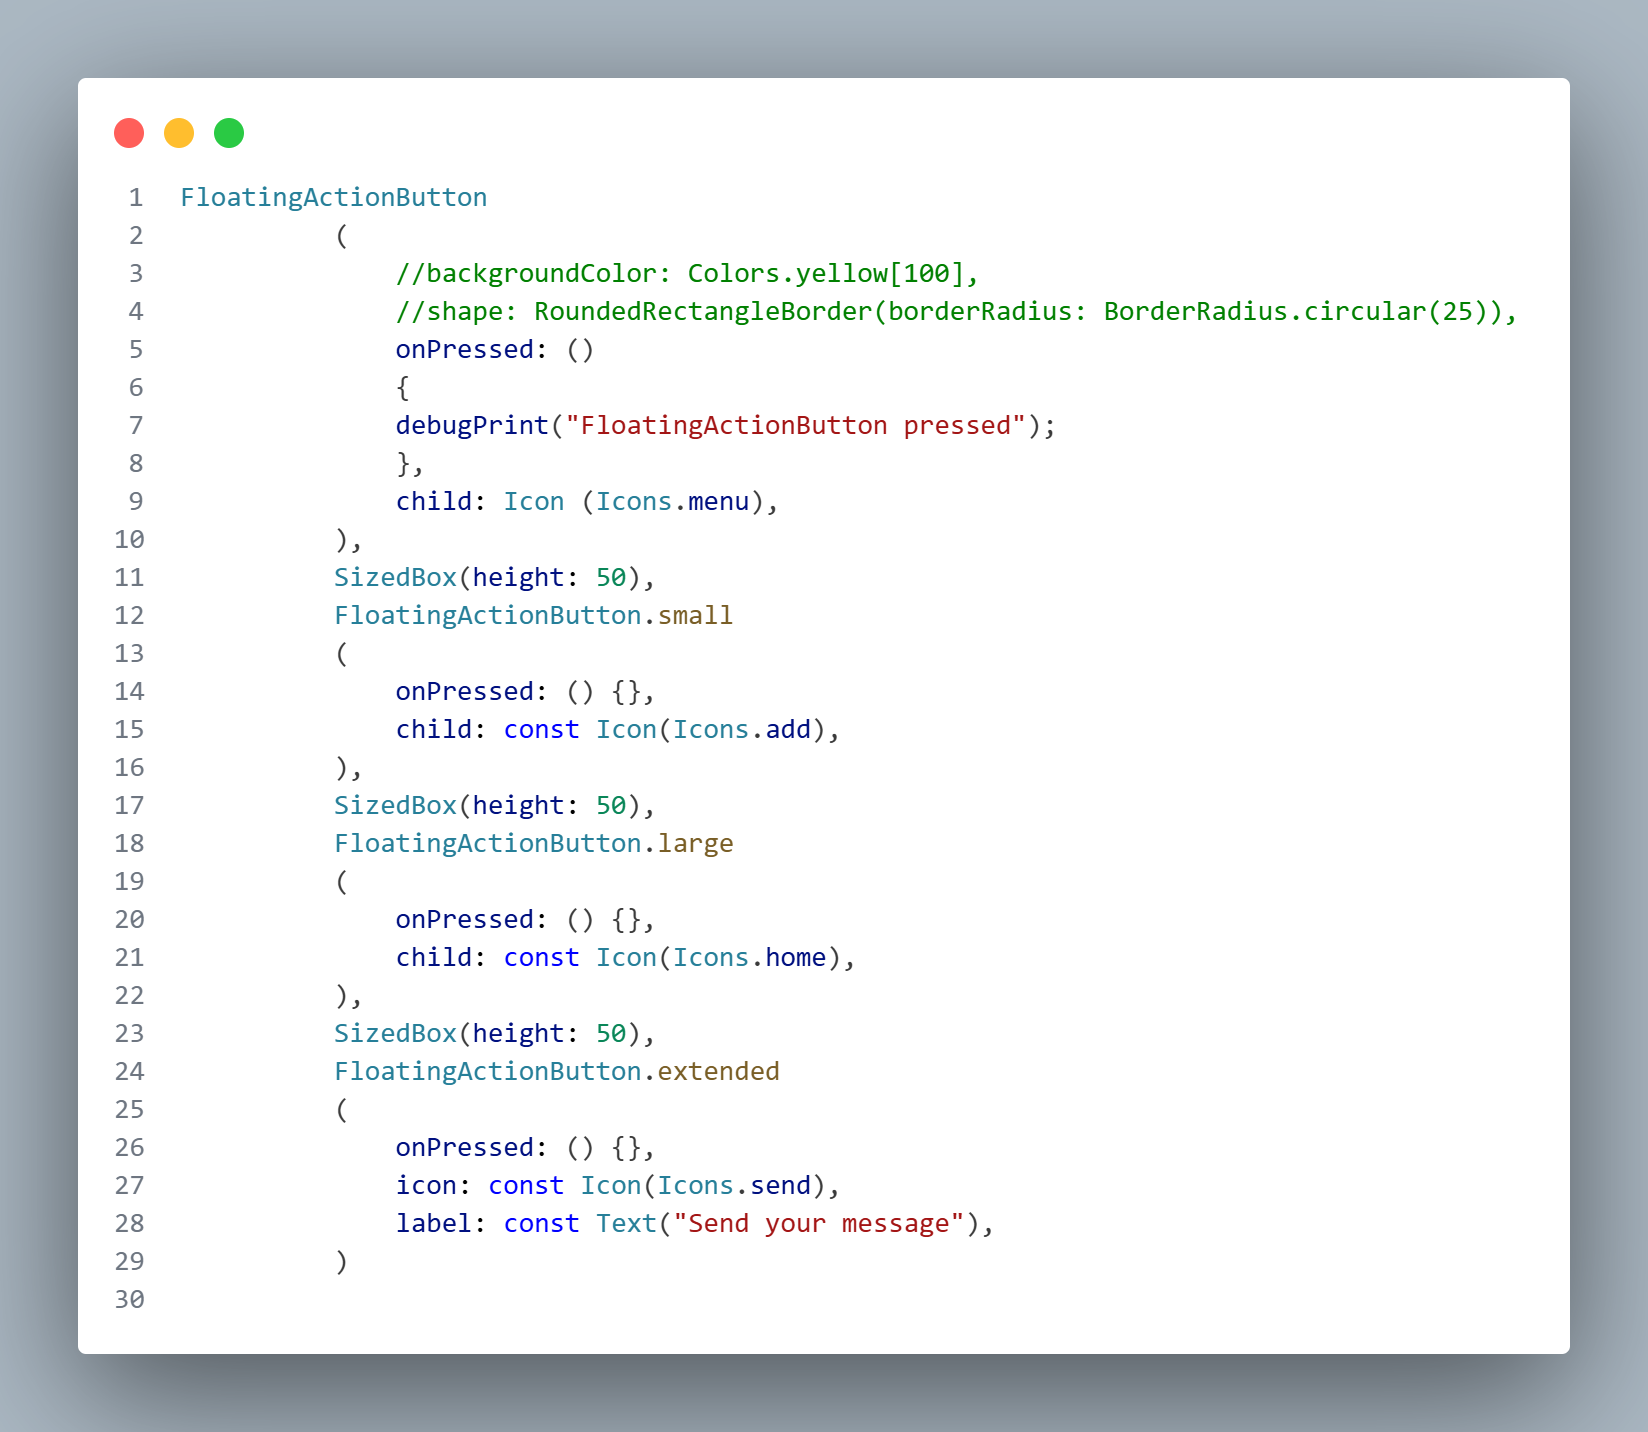 1 FloatingActionButton
2 (
3 //backgroundColor: Colors.yellow[100],
4 //shape: RoundedRectangleBorder(borderRadius: BorderRadius.circular(25)),
5 onPressed: ()
6 {
7 debugPrint("FloatingActionButton pressed");
8 },
9 child: Icon (Icons.menu),
10 ),
11 SizedBox(height: 50),
12 FloatingActionButton.small
13 (
14 onPressed: () {},
15 child: const Icon(Icons.add),
16 ),
17 SizedBox(height: 50),
18 FloatingActionButton.large
19 (
20 onPressed: () {},
21 child: const Icon(Icons.home),
22 ),
23 SizedBox(height: 50),
24 FloatingActionButton.extended
25 (
26 onPressed: () {},
27 icon: const Icon(Icons.send),
28 label: const Text("Send your message"),
29 )
30